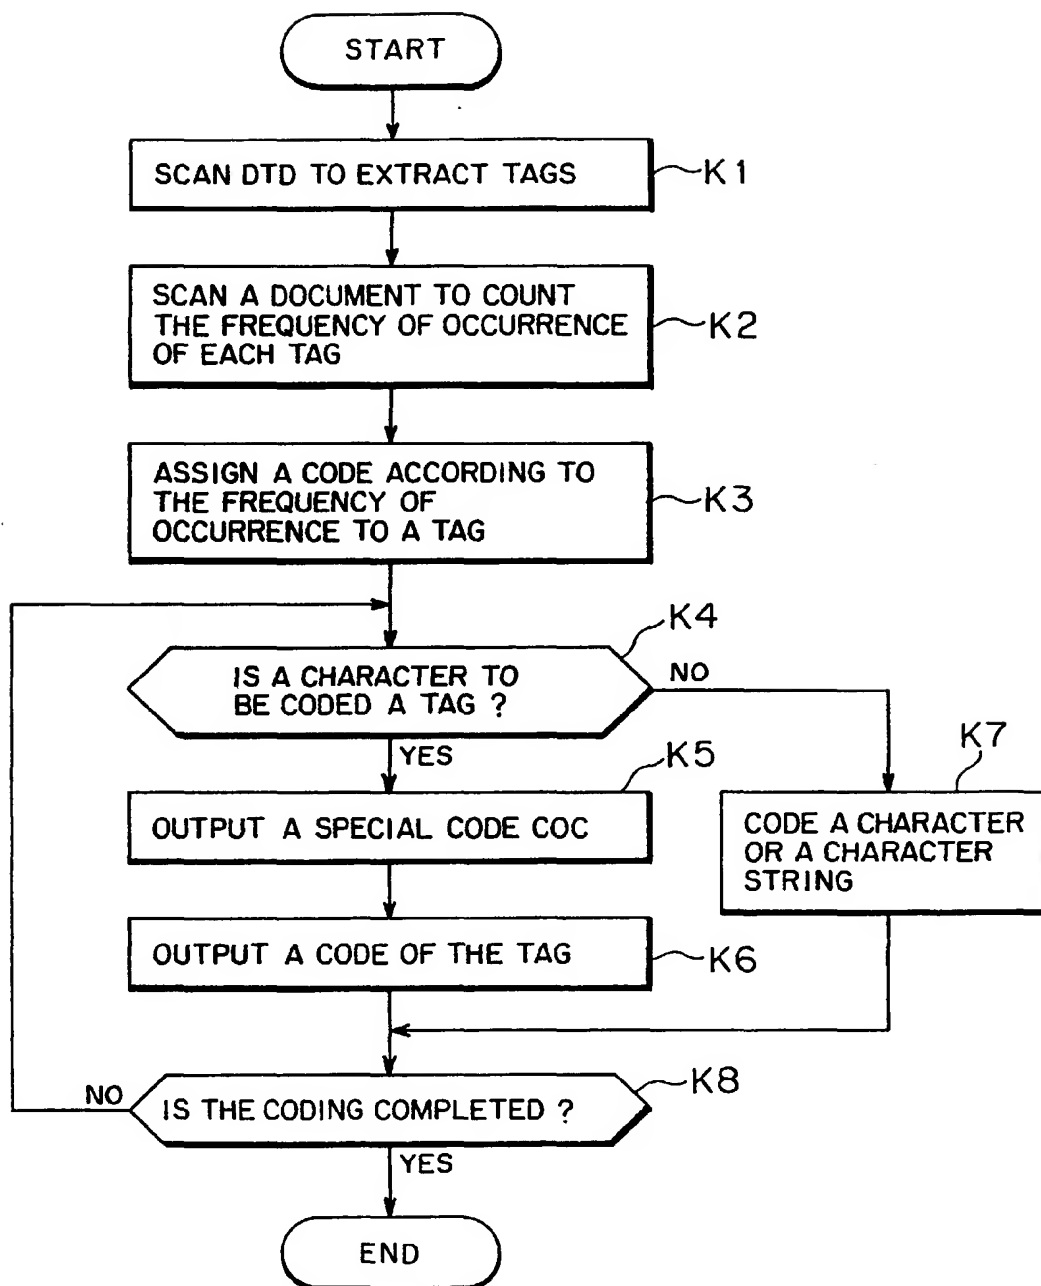 START
SCAN DTD TO EXTRACT TAGS
K1
SCAN A DOCUMENT TO COUNT
THE FREQUENCY OF OCCURRENCE
OF EACH TAG
K2
ASSIGN A CODE ACCORDING TO
THE FREQUENCY OF
OCCURRENCE TO A TAG
K3
IS A CHARACTER TO
BE CODED A TAG ?
K4
NO
YES
OUTPUT A SPECIAL CODE COC
K5
CODE A CHARACTER
OR A CHARACTER
STRING
K7
OUTPUT A CODE OF THE TAG
K6
IS THE CODING COMPLETED ?
K8
NO
YES
END